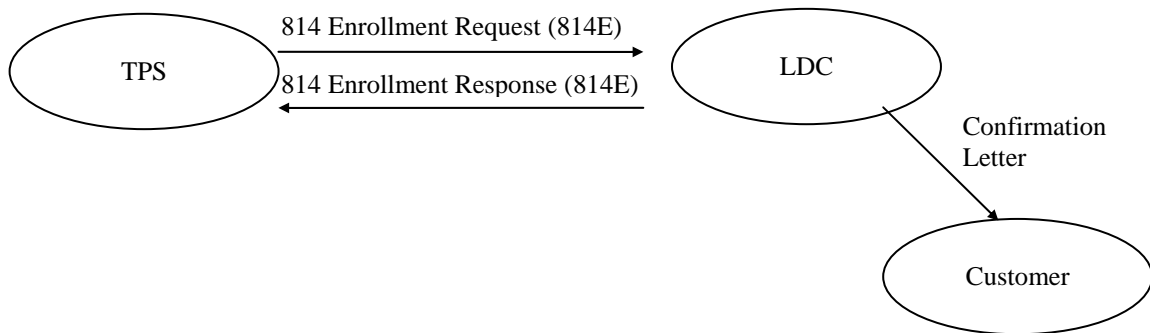 814 Enrollment Request (814E)
TPS
LDC
814 Enrollment Response (814E)
Confirmation
Letter
Customer